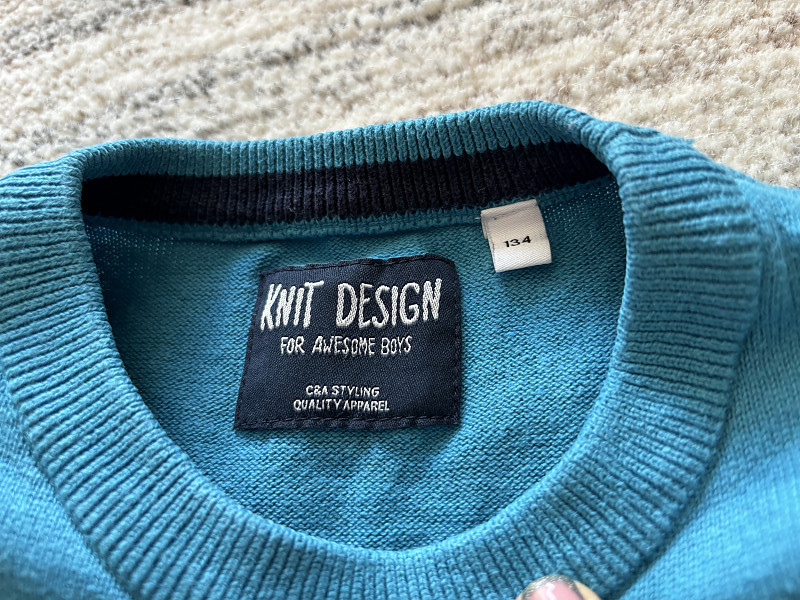 KNIT DESIGN
FOR AWESOME BOYS
C&A STYLING
QUALITY APPAREL
134